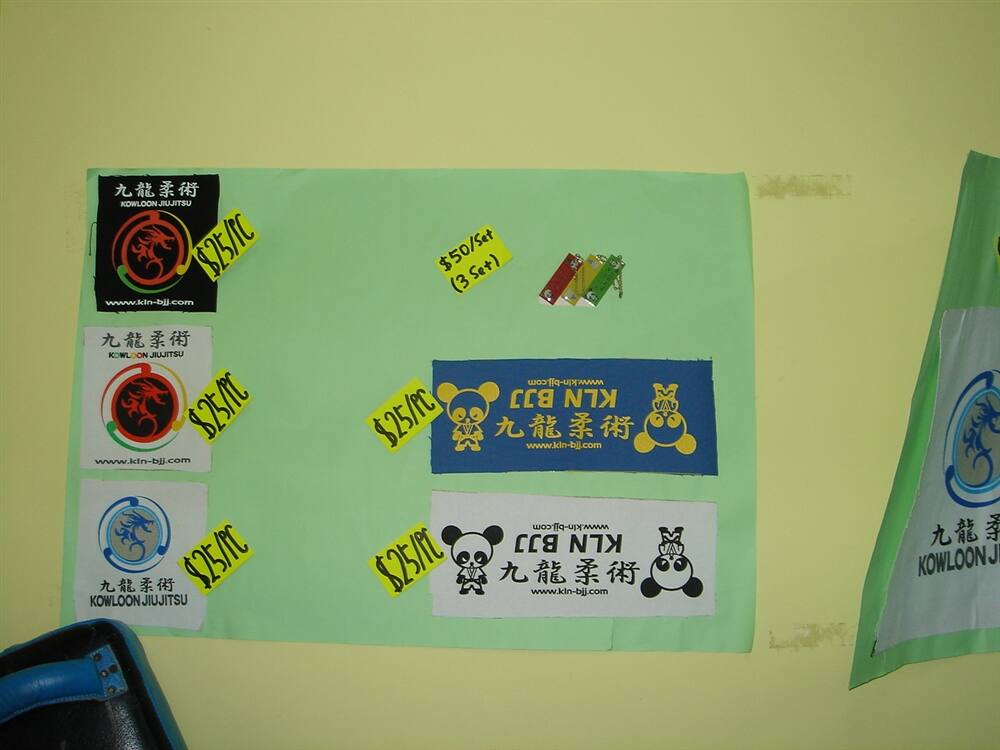 九龍柔術
KOWLOON JIUJITSU
www.kln-bjj.com
$25/PC
九龍柔術
KOWLOON JIUJITSU
www.kln-bjj.com
$25/PC
九龍柔術
KOWLOON JIUJITSU
$25/PC
$50/Set
(3 Set)
$25/PC
www.kln-bjj.com
KLN BJJ
九龍柔術
www.kln-bjj.com
$25/PC
www.kln-bjj.com
KLN BJJ
九龍柔術
www.kln-bjj.com
九龍柔
KOWLOON J